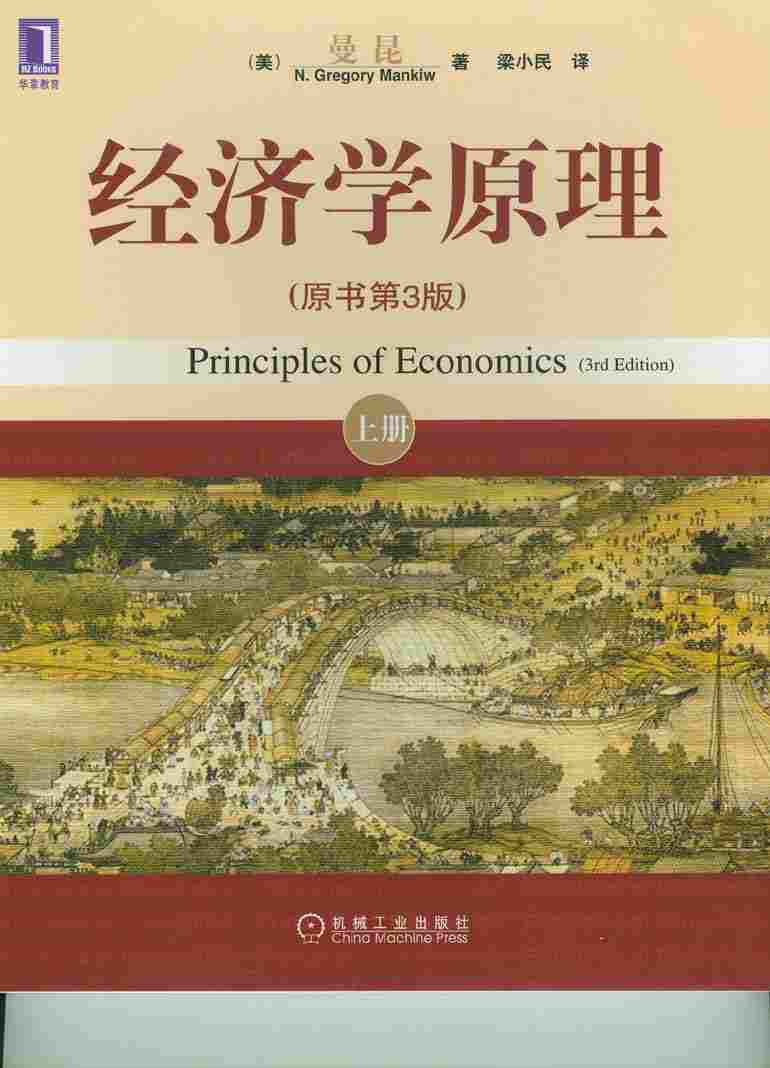 HZ Books
华章教育
（美） 曼昆 著 梁小民 译
N. Gregory Mankiw
经济学原理
（原书第3版）
Principles of Economics (3rd Edition)
上册
机械工业出版社
China Machine Press